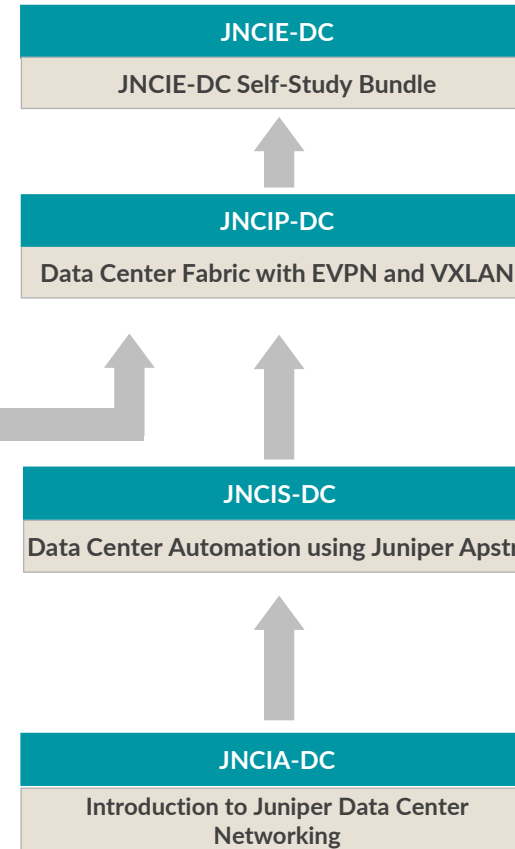 JNCIE-DC
JNCIE-DC Self-Study Bundle
JNCIP-DC
Data Center Fabric with EVPN and VXLAN
JNCIS-DC
Data Center Automation using Juniper Apstr
JNCIA-DC
Introduction to Juniper Data Center
Networking